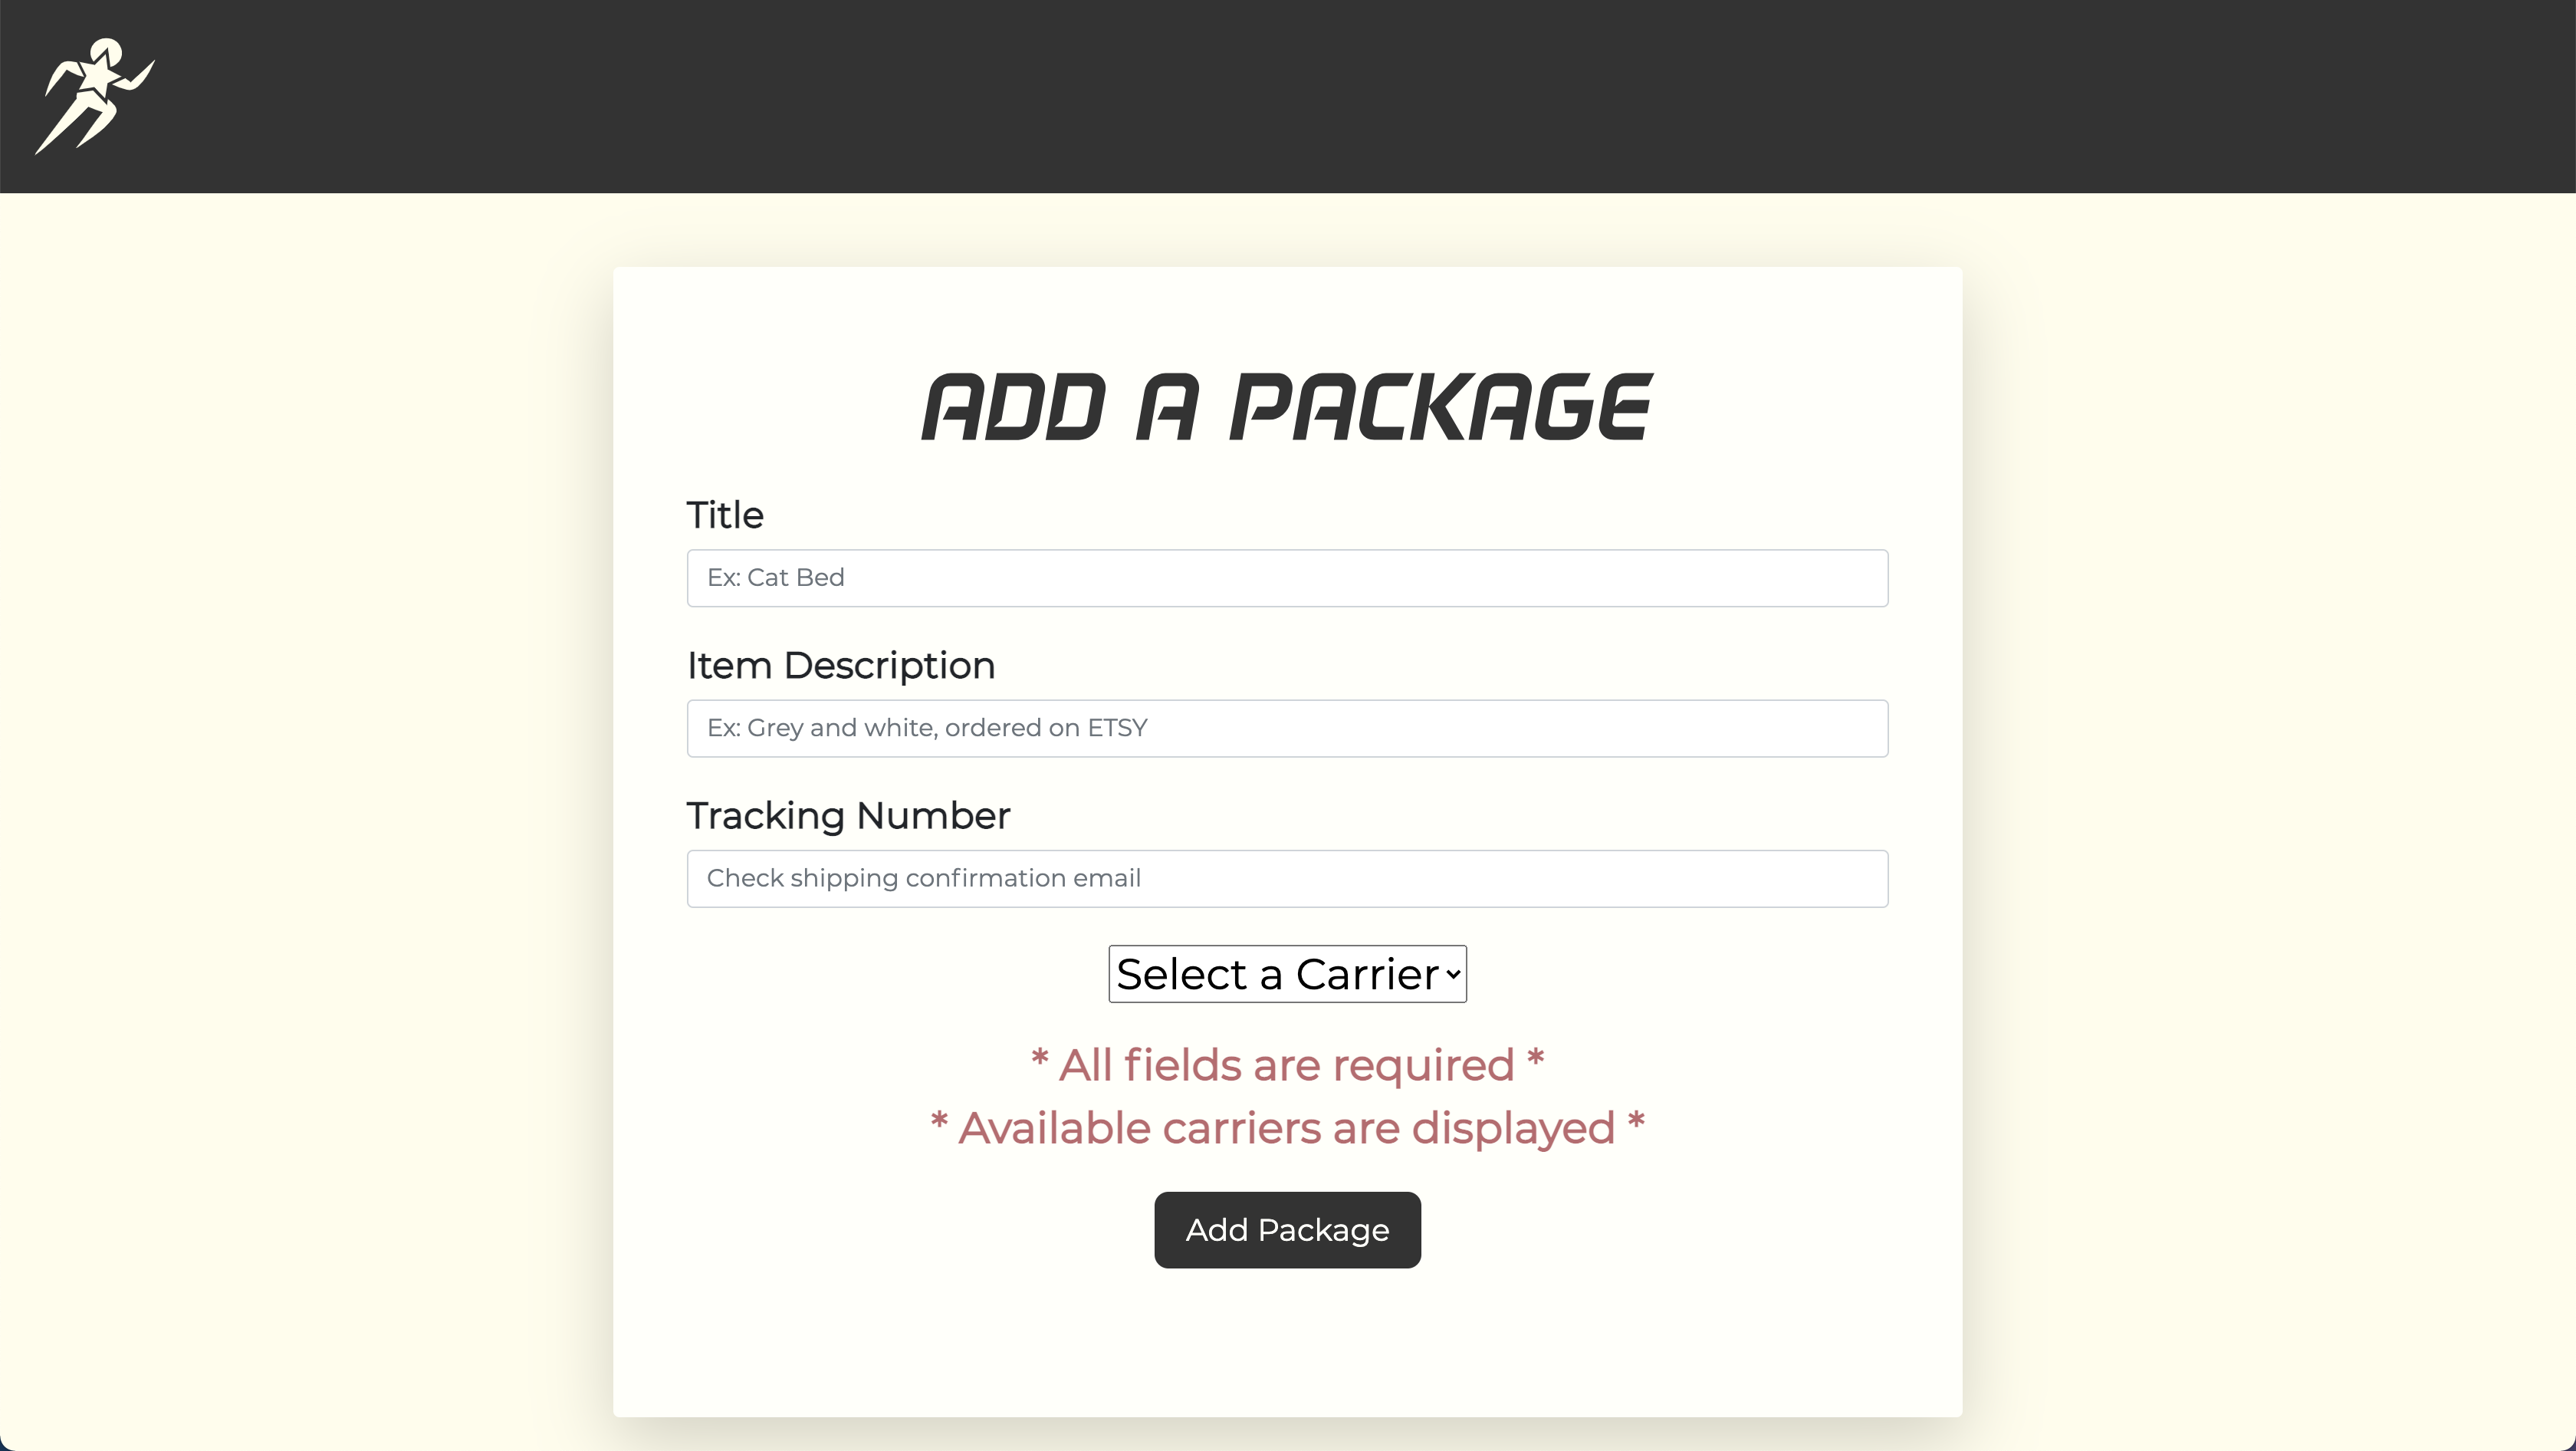 ADD A PACKAGE
Title
Ex: Cat Bed
Item Description
Ex: Grey and white, ordered on ETSY
Tracking Number
Check shipping confirmation email
Select a Carrier
* All fields are required *
* Available carriers are displayed *
Add Package